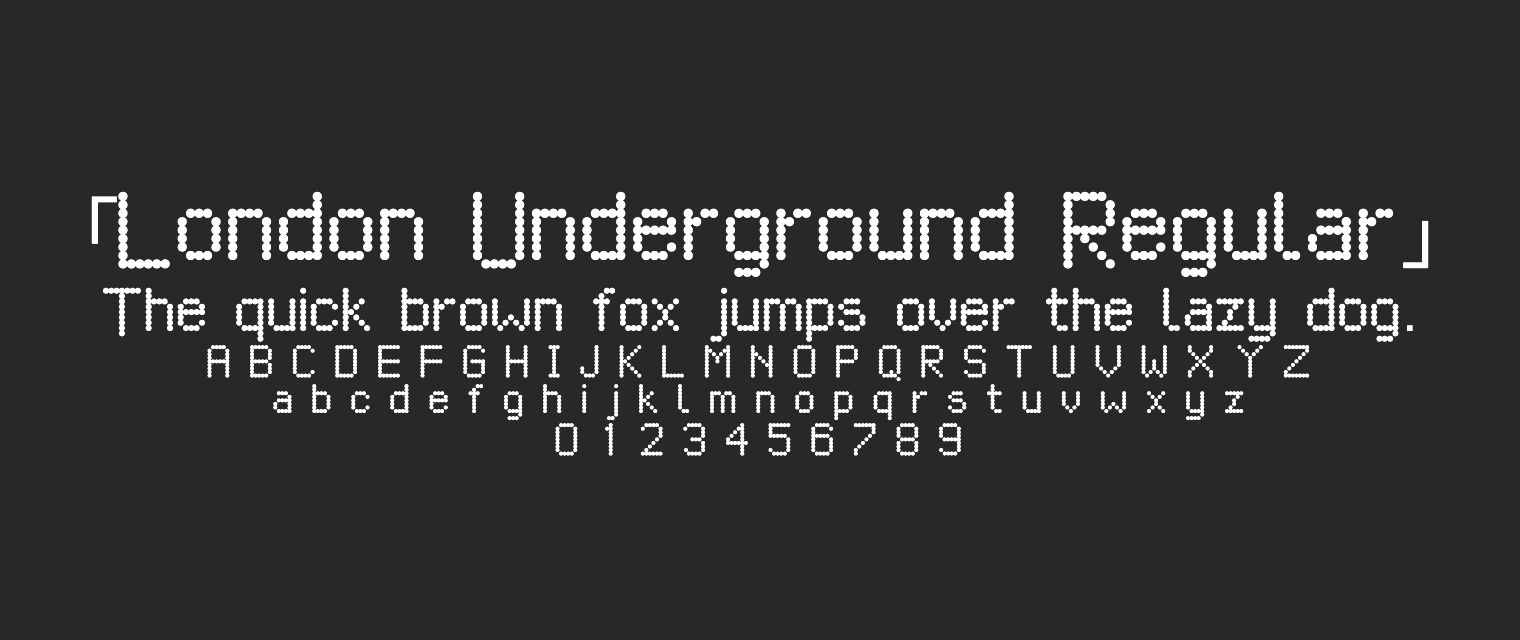 「London Underground Regular」
The quick brown fox jumps over the lazy dog.
A B C D E F G H I J K L M N O P Q R S T U V W X Y Z
a b c d e f g h i j k l m n o p q r s t u v w x y z
0 1 2 3 4 5 6 7 8 9